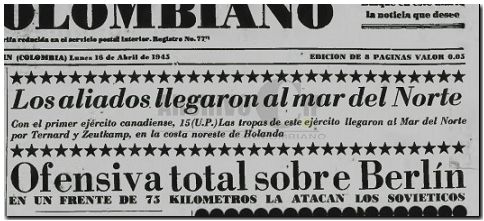 OLOMBIANO
la noticia que desee
rifa reducida en el servicio postal interior. Registro No. 77
IN (COLOMBIA) Lunes 16 de Abril de 1945 EDICION DE 8 PAGINAS VALOR 0.05
Los aliados llegaron al mar del Norte
Con el primer ejército canadiense, 15(U.P.)Las tropas de este ejército llegaron al Mar del Norte
por Ternard y Zeutkamp, en la costa noreste de Holanda
Ofensiva total sobre Berlín
EN UN FRENTE DE 75 KILOMETROS LA ATACAN LOS SOVIETICOS